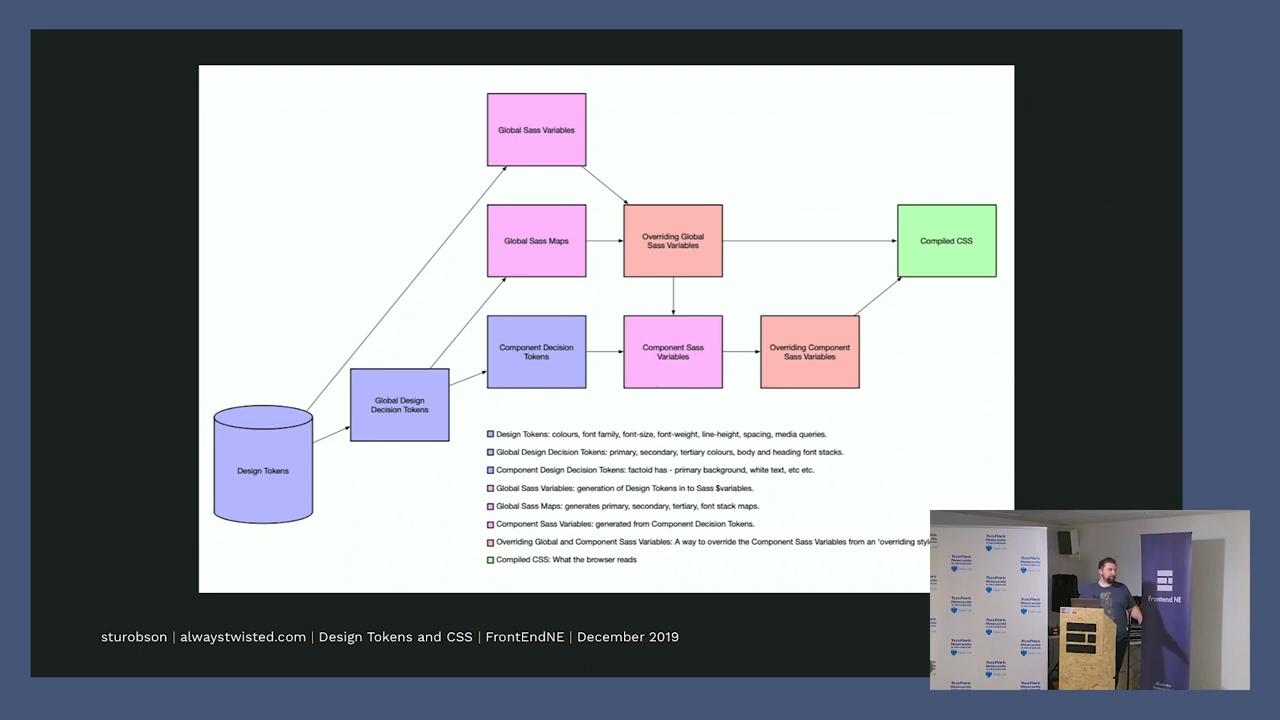 Global Sass Variables
Global Sass Maps
Overriding Global
Sass Variables
Compiled CSS
Component Decision
Tokens
Component Sass
Variables
Overriding Component
Sass Variables
Global Design
Decision Tokens
Design Tokens
Design Tokens: colours, font family, font-size, font-weight, line-height, spacing, media queries.
Global Design Decision Tokens: primary, secondary, tertiary colours, body and heading font stacks.
Component Design Decision Tokens: factoid has - primary background, white text, etc etc.
Global Sass Variables: generation of Design Tokens in to Sass $variables.
Global Sass Maps: generates primary, secondary, tertiary, font stack maps.
Component Sass Variables: generated from Component Decision Tokens.
Overriding Global and Component Sass Variables: A way to override the Component Sass Variables from an 'overriding
Compiled CSS: What the browser reads
Frontend NE
sturobson | alwaystwisted.com | Design Tokens and CSS | FrontEndNE | December 2019